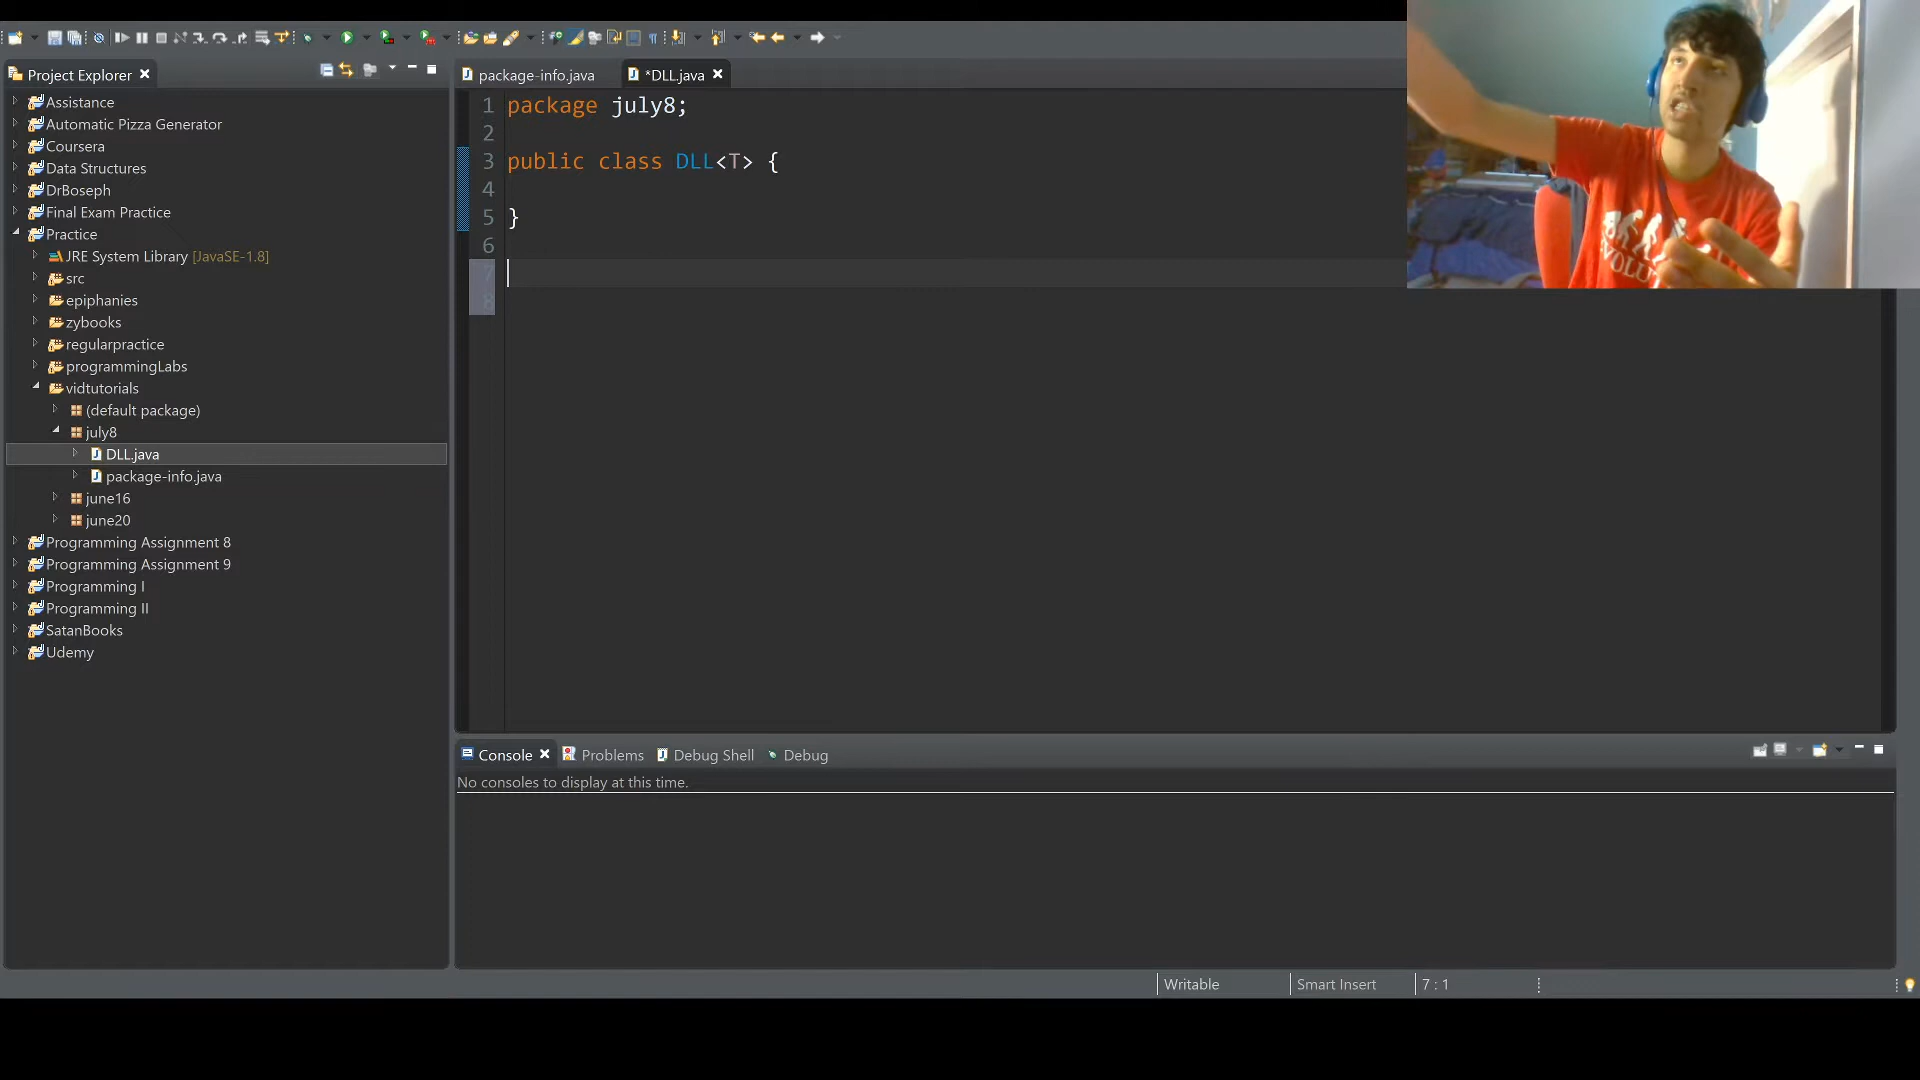 Project Explorer
Assistance
Automatic Pizza Generator
Coursera
Data Structures
DrBoseph
Final Exam Practice
Practice
JRE System Library [JavaSE-1.8]
src
epiphanies
zybooks
regularpractice
programmingLabs
vidtutorials
(default package)
july8
DLL.java
package-info.java
june16
june20
Programming Assignment 8
Programming Assignment 9
Programming I
Programming II
SatanBooks
Udemy
package-info.java *DLL.java
1 package july8;
2
3 public class DLL<T> {
4
5 }
6
7
8
Console Problems Debug Shell Debug
No consoles to display at this time.
Writable Smart Insert 7 : 1